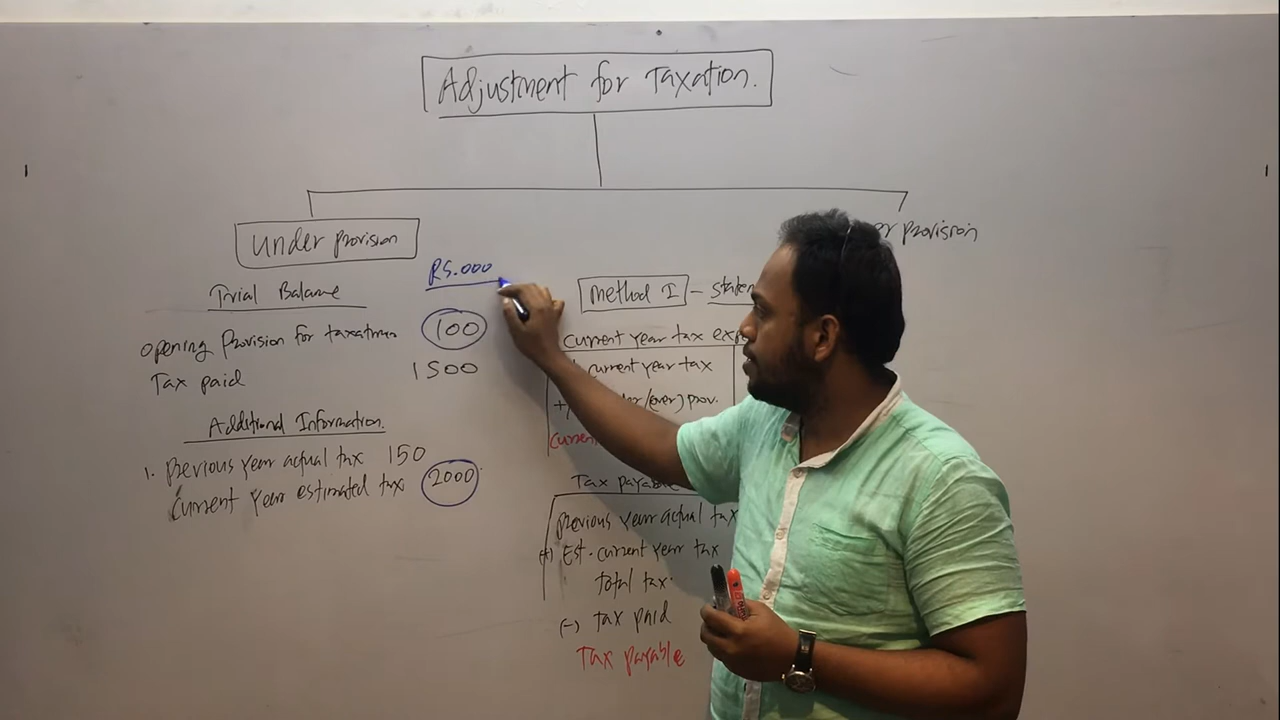 Adjustment for Taxation.
Under provision
er provision
Rs.000
Trial Balance
Opening Provision for taxation 100
Tax paid 1500
Additional Information.
1. Previous year actual tax 150
Current year estimated tax 2000
Method I - staten
Current year tax exp
current year tax
(over) prov.
Current
Tax payable
Previous year actual tax
(+) Est. current year tax
total tax.
(-) tax paid
Tax payable